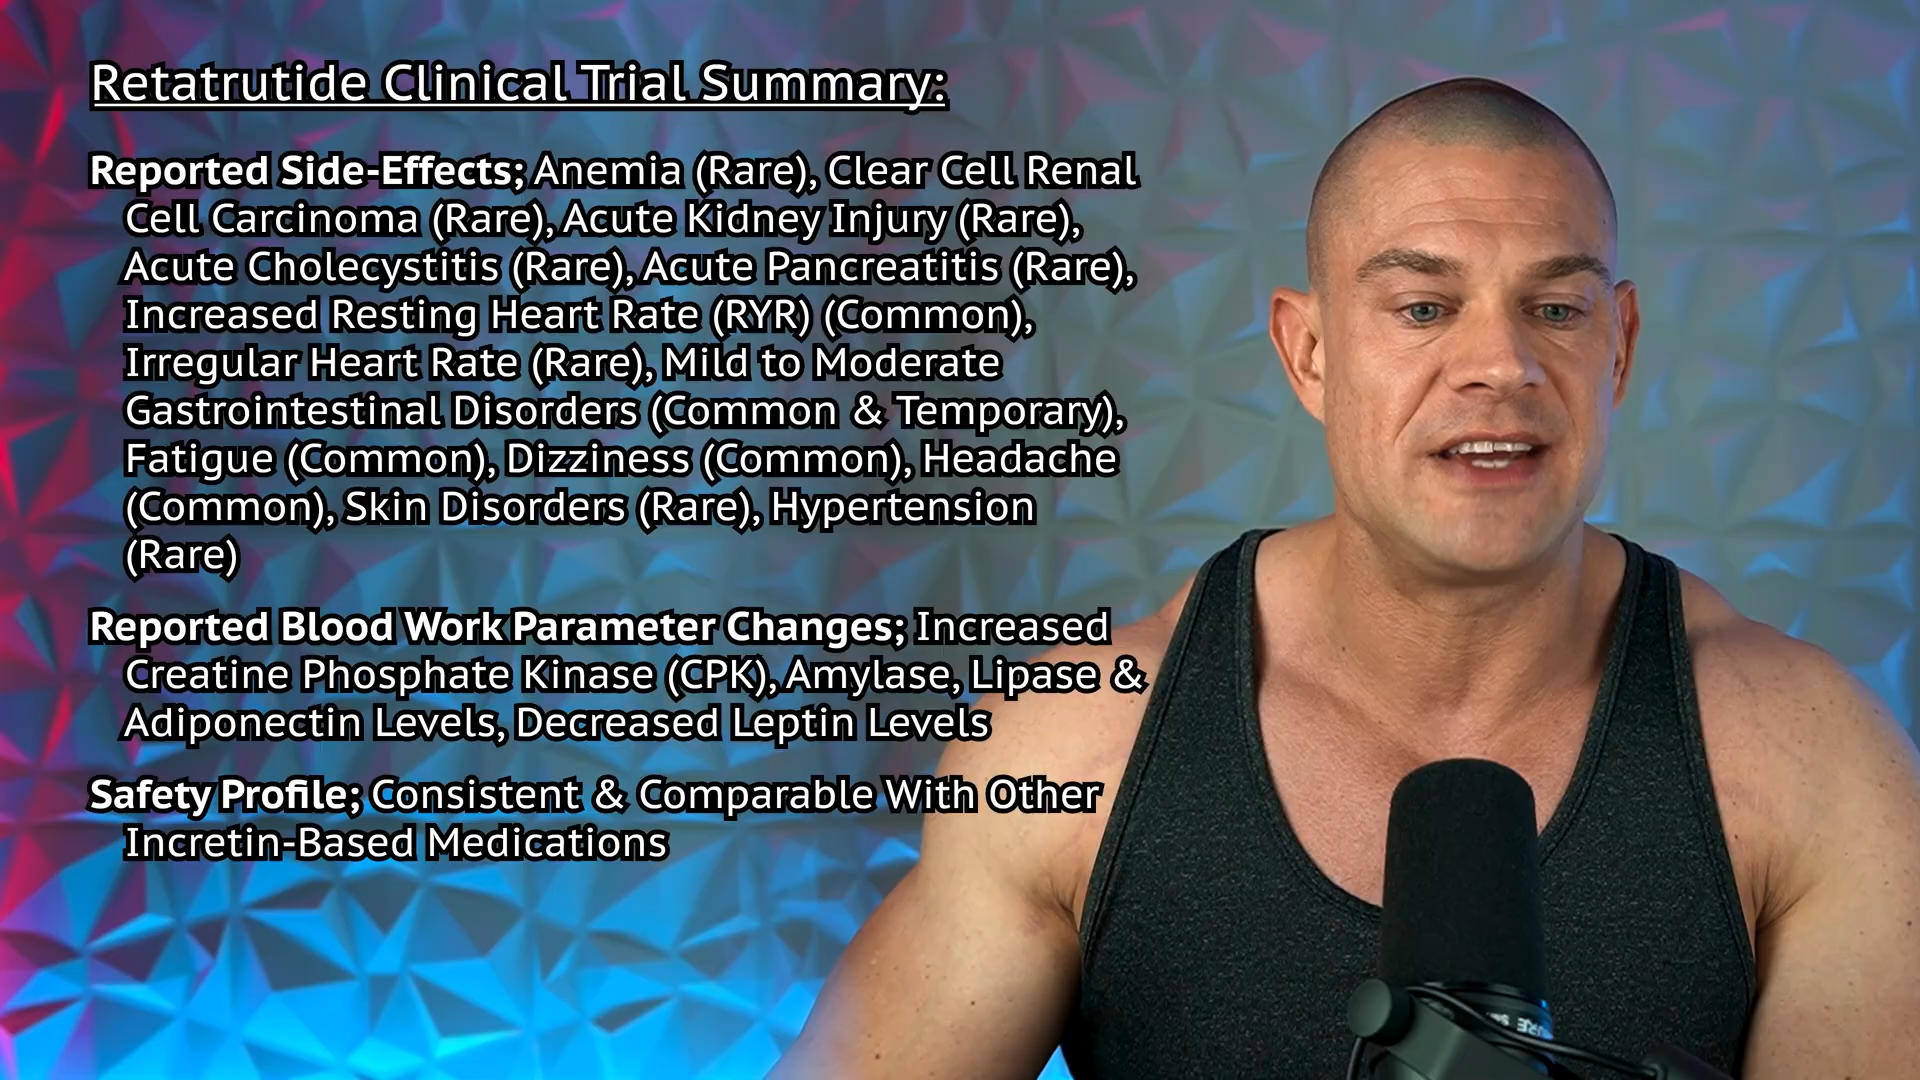 Retatrutide Clinical Trial Summary:
Reported Side-Effects; Anemia (Rare), Clear Cell Renal
Cell Carcinoma (Rare), Acute Kidney Injury (Rare),
Acute Cholecystitis (Rare), Acute Pancreatitis (Rare),
Increased Resting Heart Rate (RYR) (Common),
Irregular Heart Rate (Rare), Mild to Moderate
Gastrointestinal Disorders (Common & Temporary),
Fatigue (Common), Dizziness (Common), Headache
(Common), Skin Disorders (Rare), Hypertension
(Rare)
Reported Blood Work Parameter Changes; Increased
Creatine Phosphate Kinase (CPK), Amylase, Lipase &
Adiponectin Levels, Decreased Leptin Levels
Safety Profile; Consistent & Comparable With Other
Incretin-Based Medications